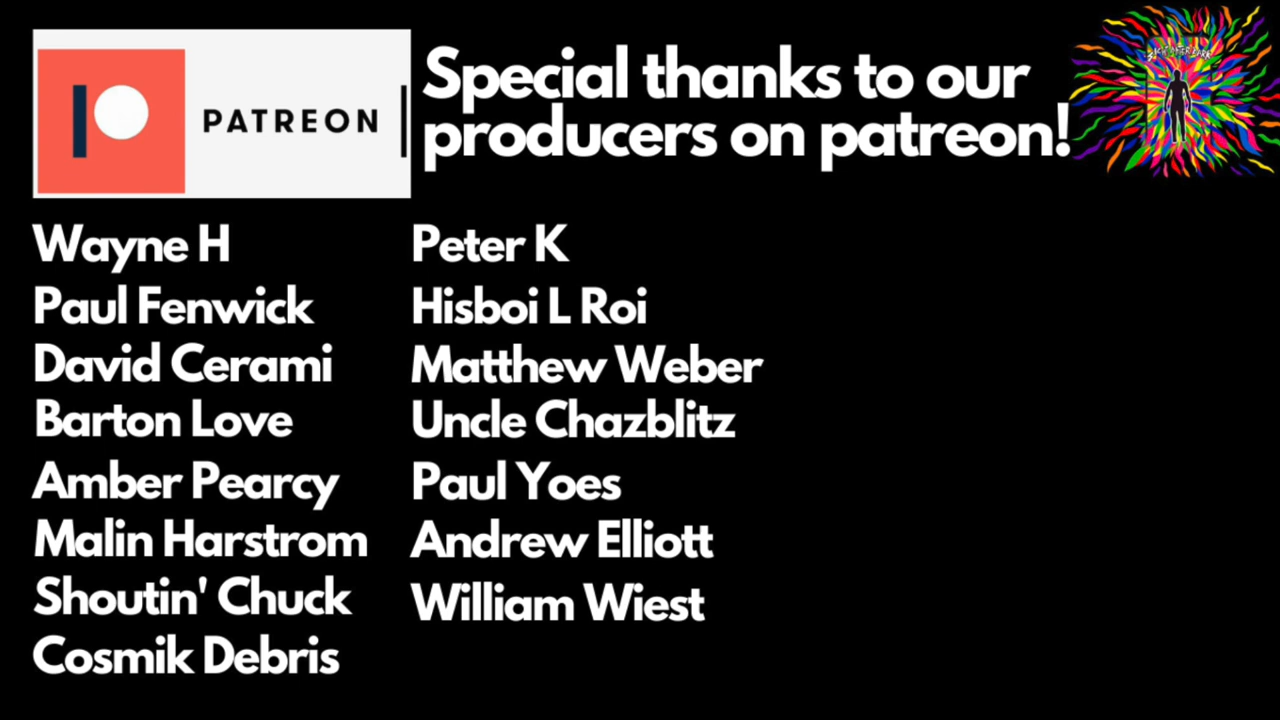 PATREON
Special thanks to our
producers on patreon!
Wayne H
Paul Fenwick
David Cerami
Barton Love
Amber Pearcy
Malin Harstrom
Shoutin' Chuck
Cosmik Debris
Peter K
Hisboi L Roi
Matthew Weber
Uncle Chazblitz
Paul Yoes
Andrew Elliott
William Wiest